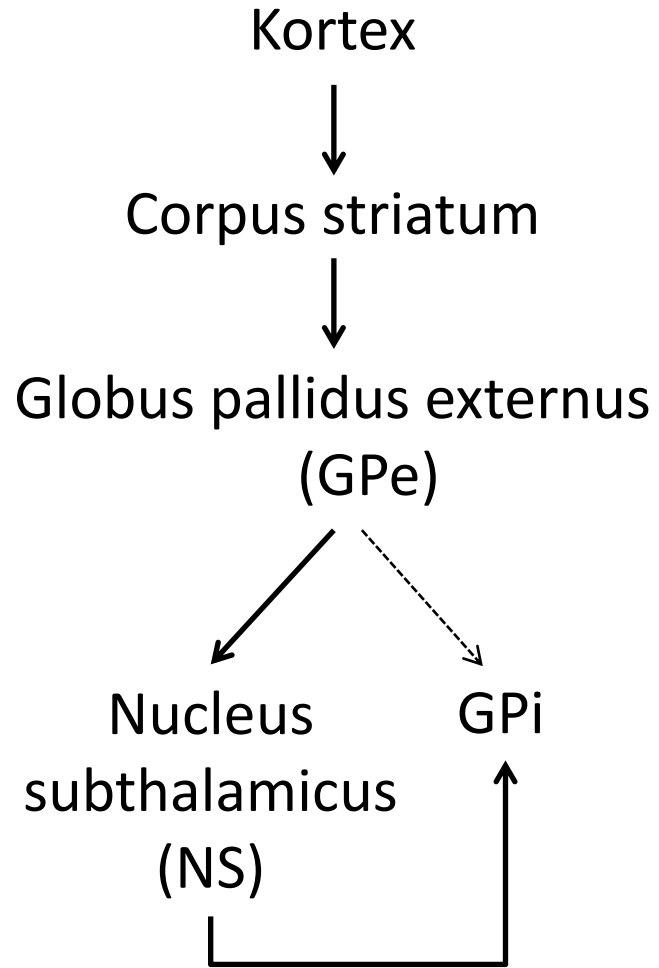 Kortex
Corpus striatum
Globus pallidus externus
(GPe)
Nucleus
subthalamicus
(NS)
GPi